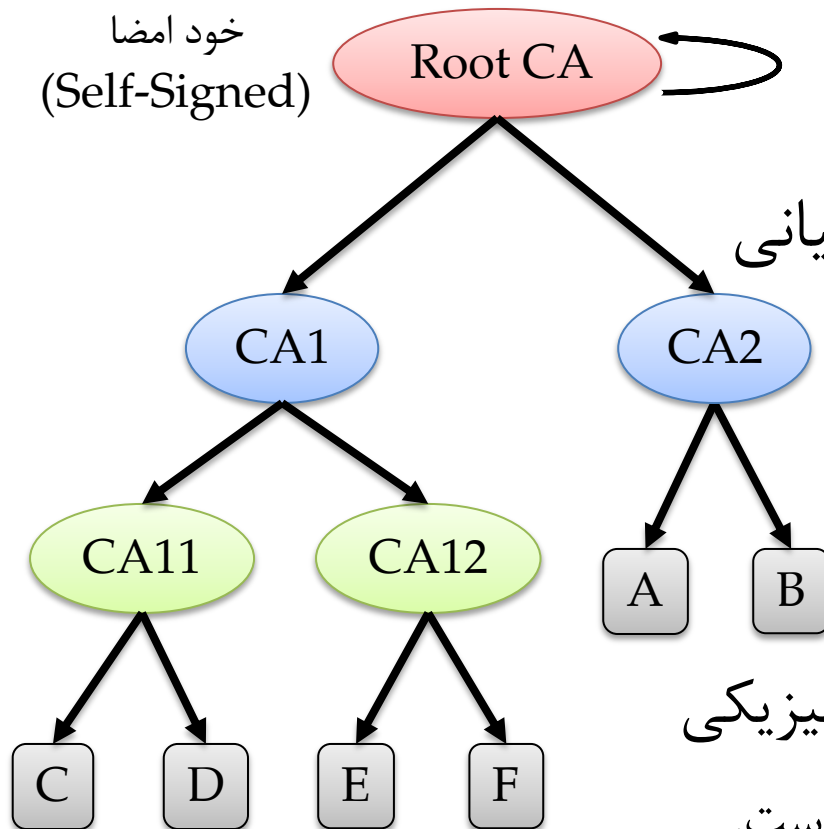 خود امضا
(Self-Signed)
Root CA
CA1
CA2
CA11
CA12
A
B
C
D
E
F